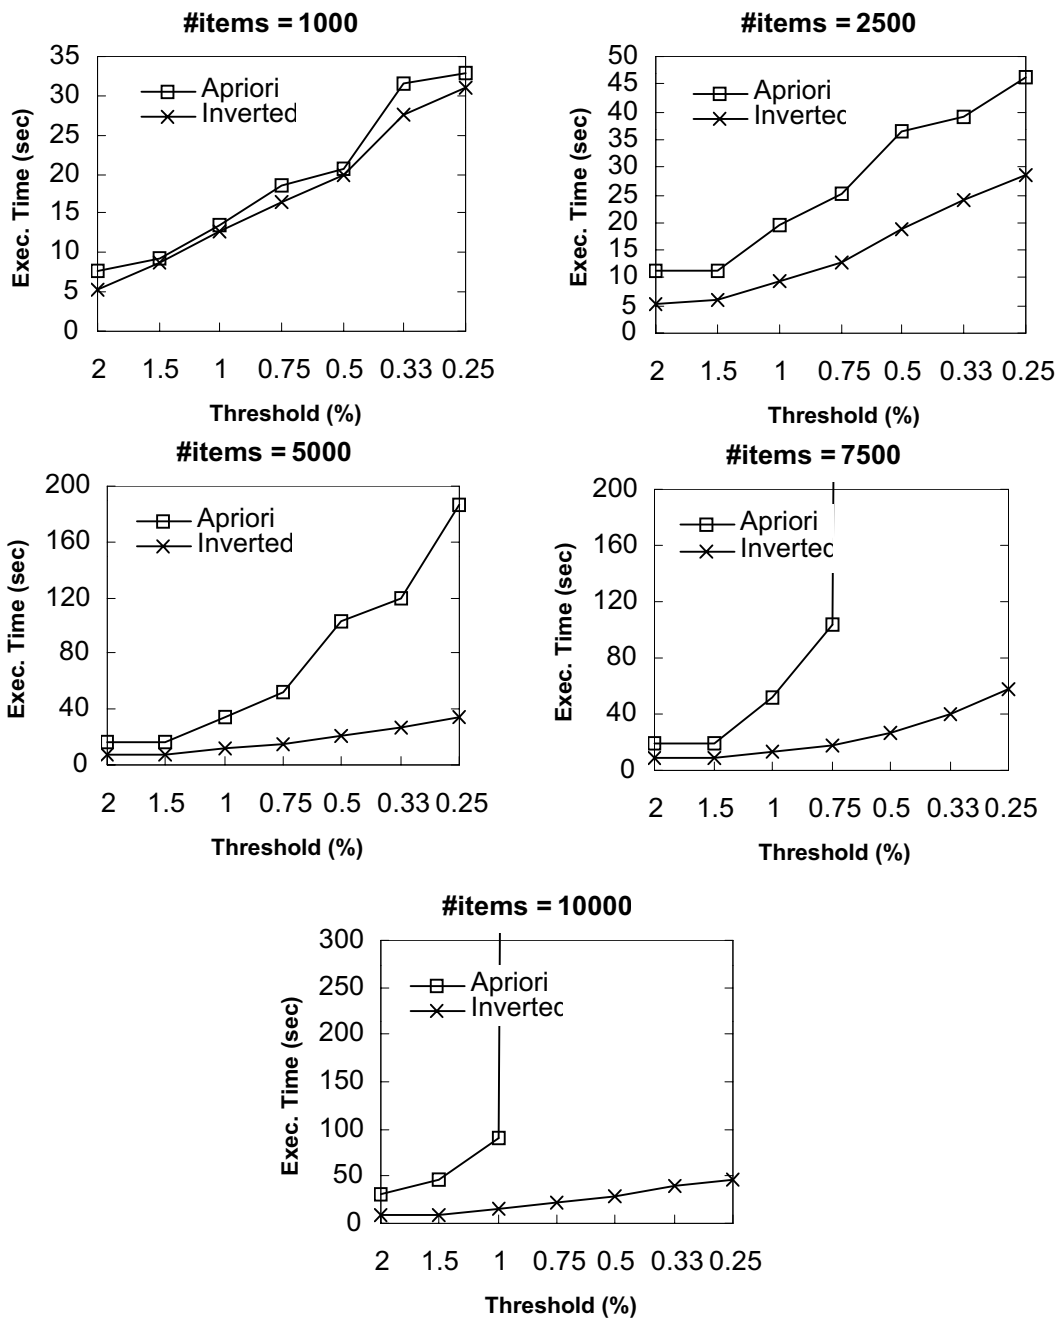 #items = 1000
35
30
25
20
15
10
5
0
Exec. Time (sec)
Apriori
Inverted
2 1.5 1 0.75 0.5 0.33 0.25
Threshold (%)
#items = 2500
50
45
40
35
30
25
20
15
10
5
0
Exec. Time (sec)
Apriori
Inverted
2 1.5 1 0.75 0.5 0.33 0.25
Threshold (%)
#items = 5000
200
160
120
80
40
0
Exec. Time (sec)
Apriori
Inverted
2 1.5 1 0.75 0.5 0.33 0.25
Threshold (%)
#items = 7500
200
160
120
80
40
0
Exec. Time (sec)
Apriori
Inverted
2 1.5 1 0.75 0.5 0.33 0.25
Threshold (%)
#items = 10000
300
250
200
150
100
50
0
Exec. Time (sec)
Apriori
Inverted
2 1.5 1 0.75 0.5 0.33 0.25
Threshold (%)